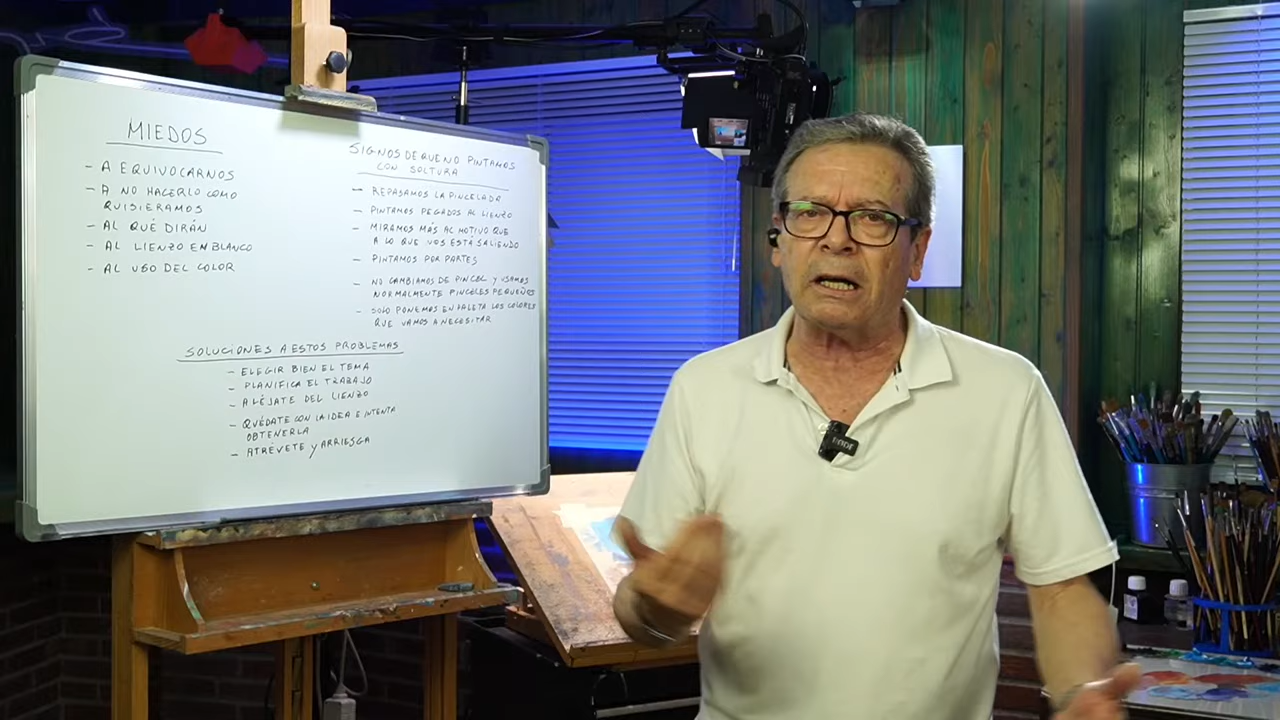 MIEDOS
- A EQUIVOCARNOS
- A NO HACERLO COMO
QUISIERAMOS
- AL QUÉ DIRÁN
- AL LIENZO EN BLANCO
- AL USO DEL COLOR
SIGNOS DE QUE NO PINTAMOS
CON SOLTURA
- REPASAMOS LA PINCELADA
- PINTAMOS PEGADOS AL LIENZO
- MIRAMOS MÁS AL MOTIVO QUE
A LO QUE NOS ESTÁ SALIENDO
- PINTAMOS POR PARTES
- NO CAMBIAMOS DE PINCEL Y USAMOS
NORMALMENTE PINCELES PEQUEÑOS
- SOLO PONEMOS EN PALETA LOS COLORES
QUE VAMOS A NECESITAR
SOLUCIONES A ESTOS PROBLEMAS
- ELEGIR BIEN EL TEMA
- PLANIFICA EL TRABAJO
- ALÉJATE DEL LIENZO
- QUÉDATE CON LA IDEA E INTENTA
OBTENERLA
- ATRÉVETE Y ARRIESGA